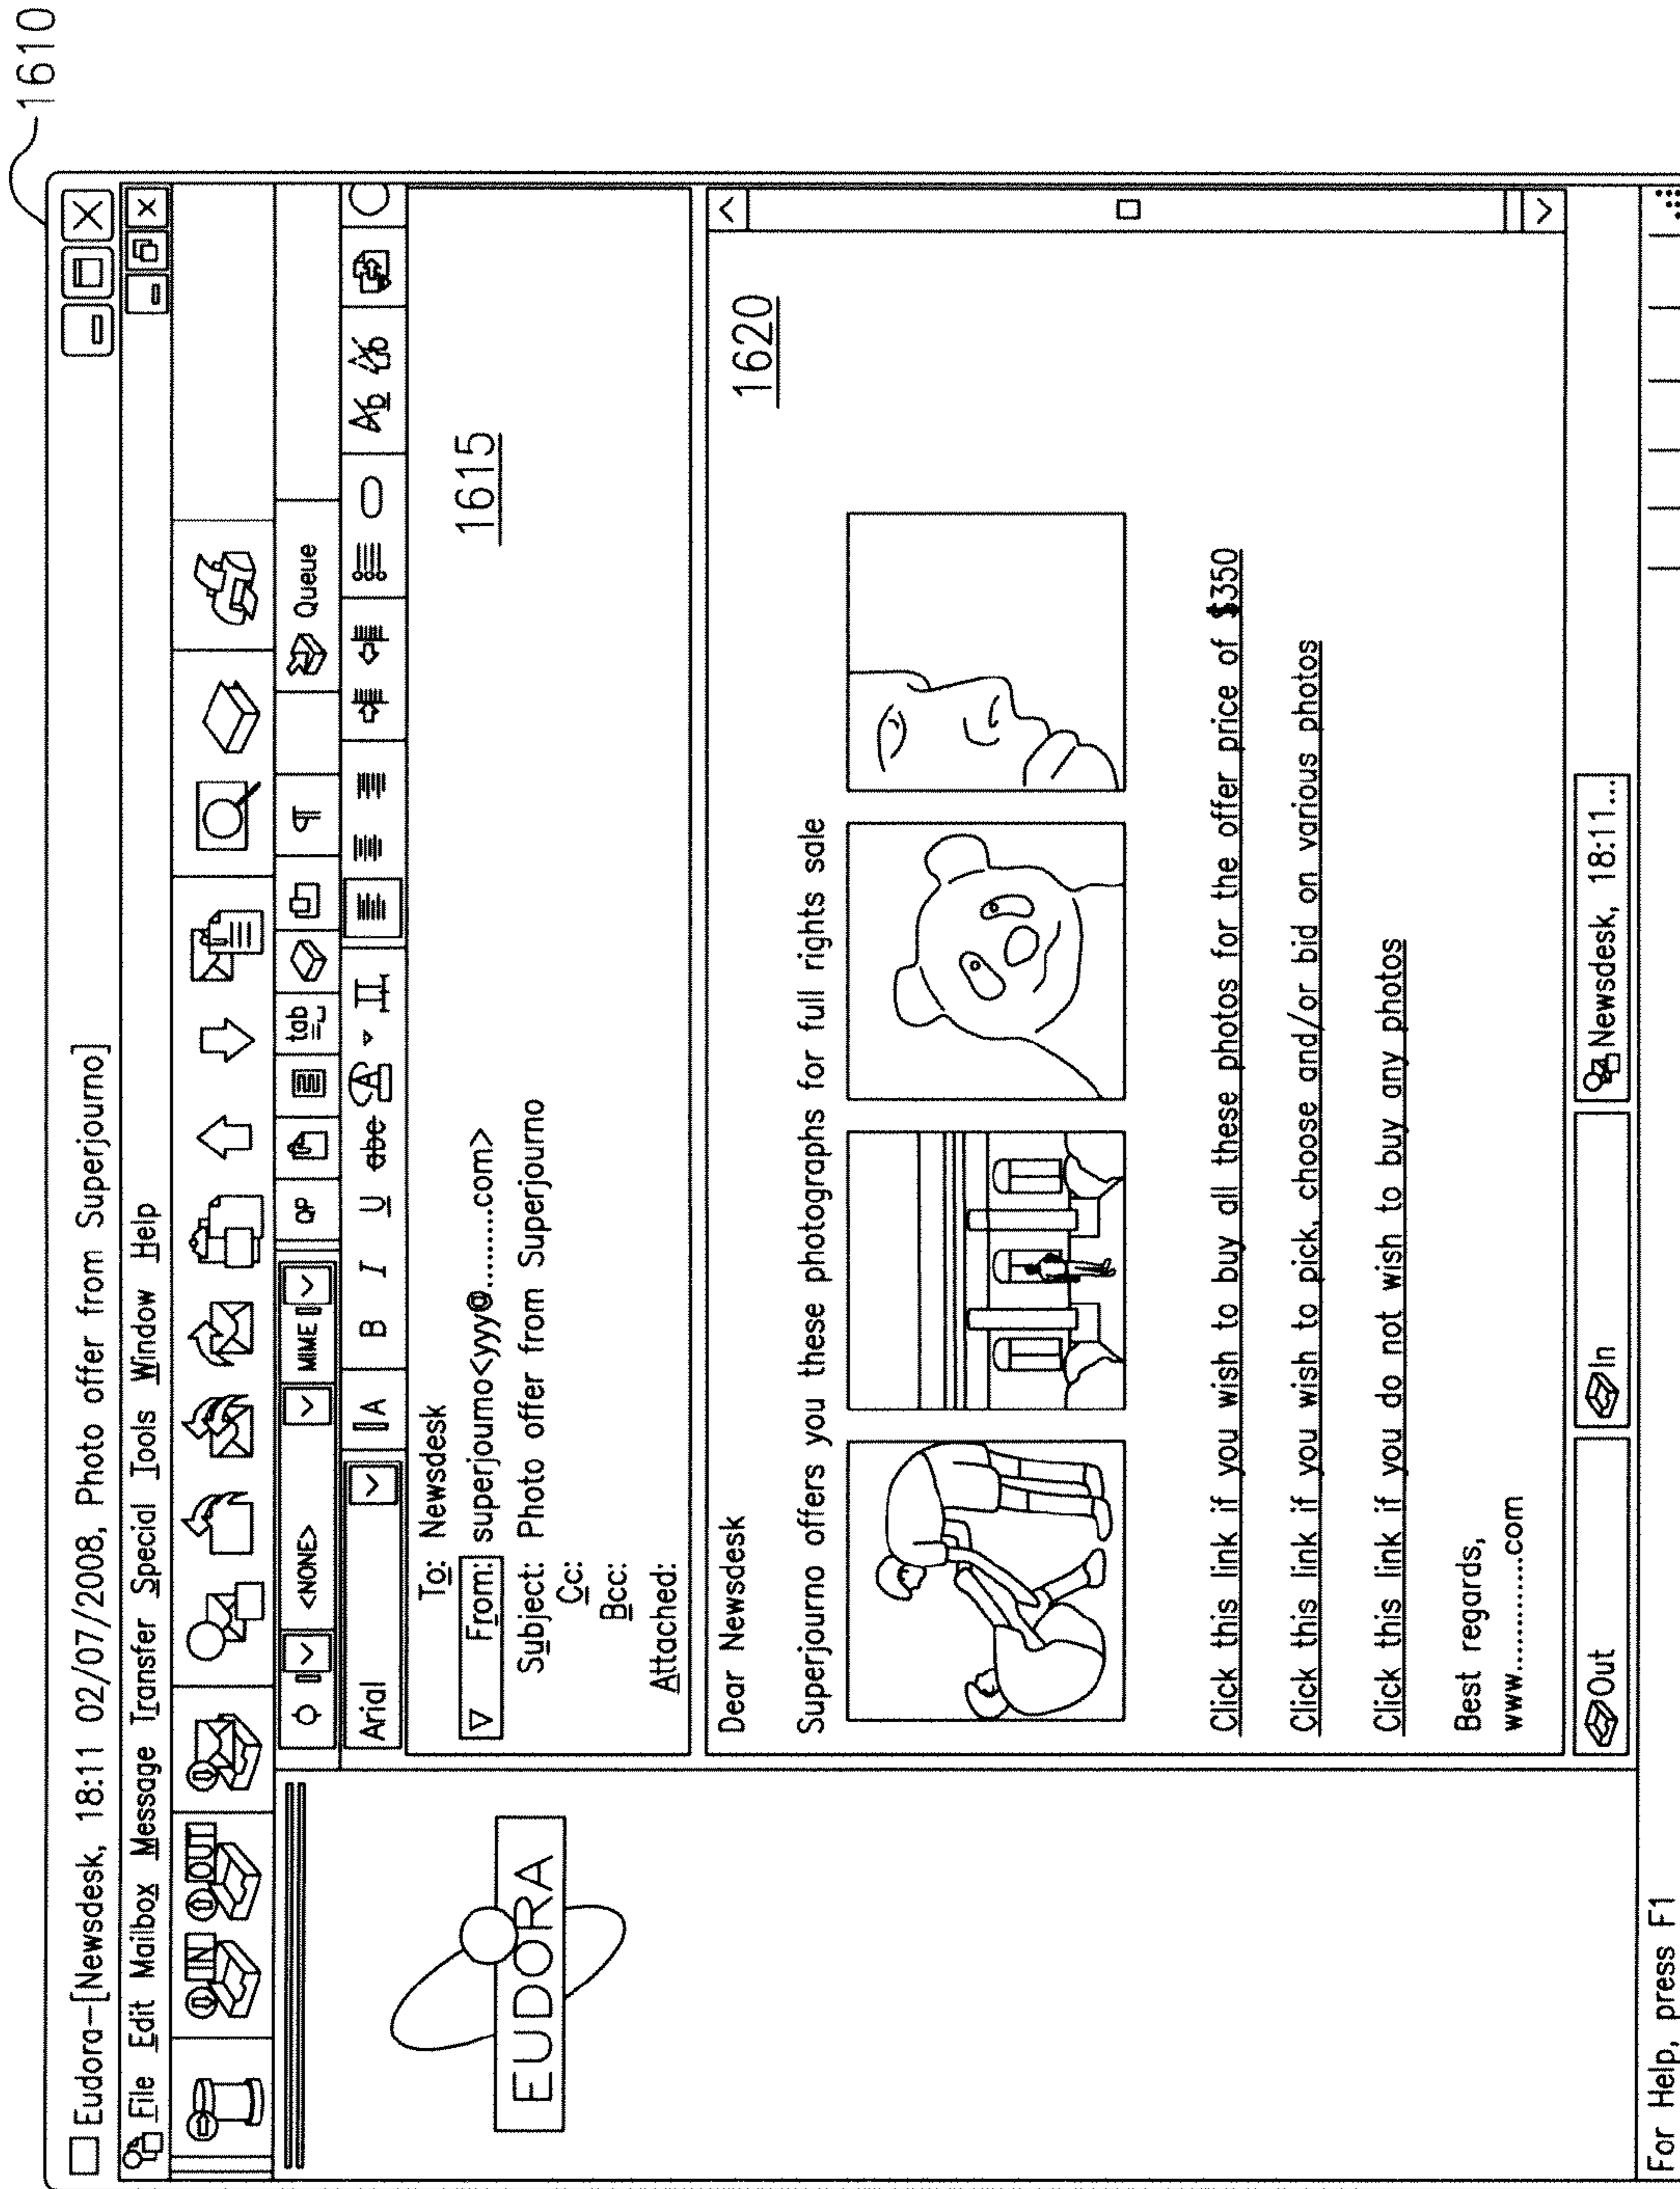 1610
Eudora-[Newsdesk, 18:11 02/07/2008, Photo offer from Superjourno]
File Edit Mailbox Message Transfer Special Tools Window Help
IN OUT
<NONE> MIME QP tab Queue
Arial A B I U abc A
To: Newsdesk
From: superjoumo<yyy@.........com>
Subject: Photo offer from Superjourno
Cc:
Bcc:
Attached:
1615
EUDORA
1620
Dear Newsdesk
Superjourno offers you these photographs for full rights sale
Click this link if you wish to buy all these photos for the offer price of $350
Click this link if you wish to pick, choose and/or bid on various photos
Click this link if you do not wish to buy any photos
Best regards,
www...........com
Out In Newsdesk, 18:11...
For Help, press F1